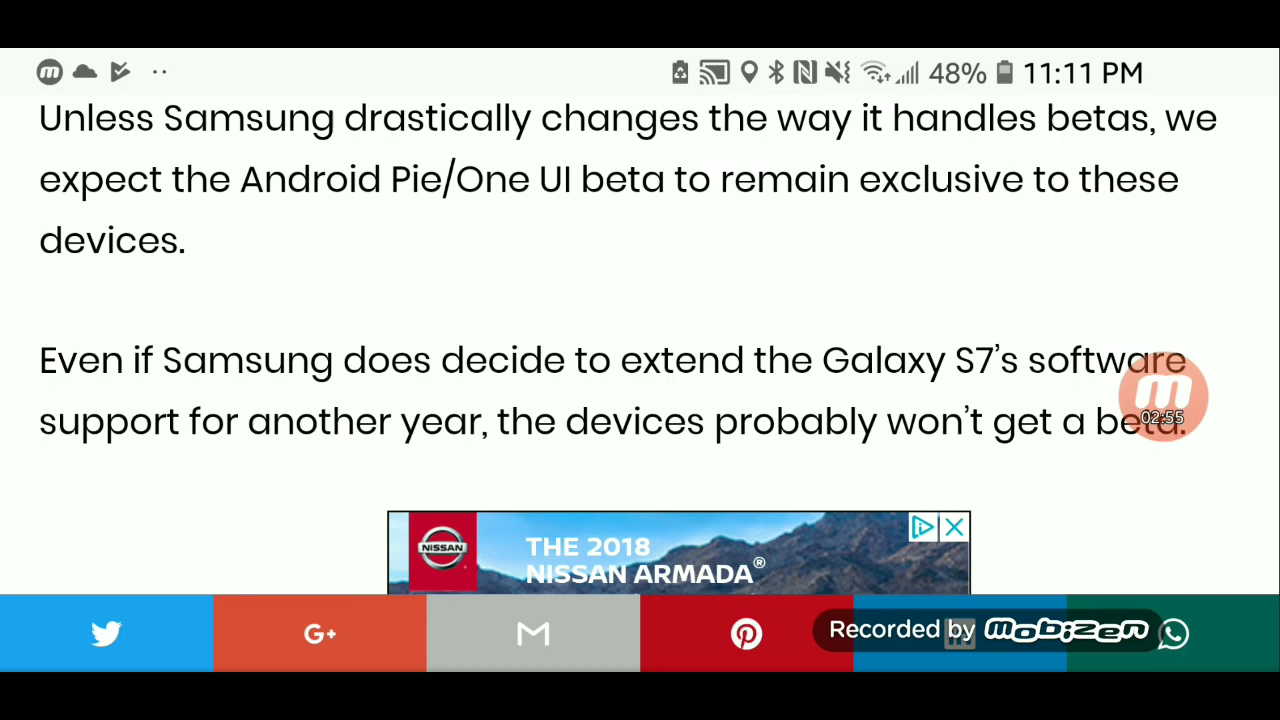 48% 11:11 PM
Unless Samsung drastically changes the way it handles betas, we
expect the Android Pie/One UI beta to remain exclusive to these
devices.
Even if Samsung does decide to extend the Galaxy S7’s software
support for another year, the devices probably won’t get a beta.
02:55
NISSAN
THE 2018
NISSAN ARMADA®
G+
Recorded by mobizen